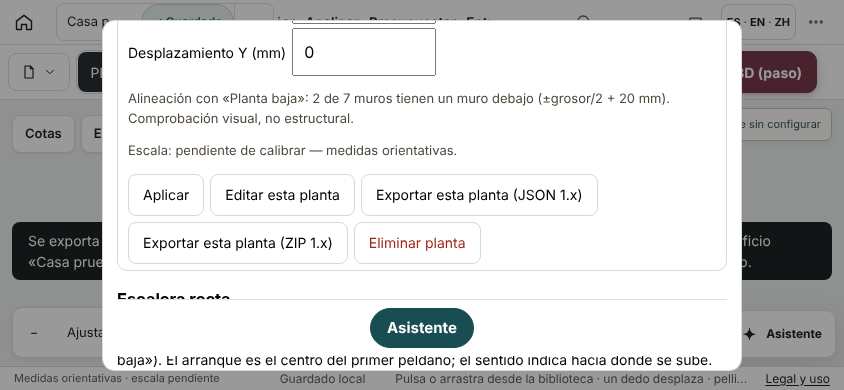 Casa p
Guardado
ES · EN · ZH
Desplazamiento Y (mm) 0
Pl
3D (paso)
Alineación con «Planta baja»: 2 de 7 muros tienen un muro debajo (±grosor/2 + 20 mm).
Comprobación visual, no estructural.
Cotas
E
e sin configurar
Escala: pendiente de calibrar — medidas orientativas.
Aplicar
Editar esta planta
Exportar esta planta (JSON 1.x)
Exportar esta planta (ZIP 1.x)
Eliminar planta
Se exporta
ficio
«Casa prue
o.
Escalera recta
−
Ajusta
Asistente
Asistente
baja»). El arranque es el centro del primer peldaño; el sentido indica hacia dónde se sube.
Medidas orientativas · escala pendiente
Guardado local
Pulsa o arrastra desde la biblioteca · un dedo desplaza · pelli...
Legal y uso